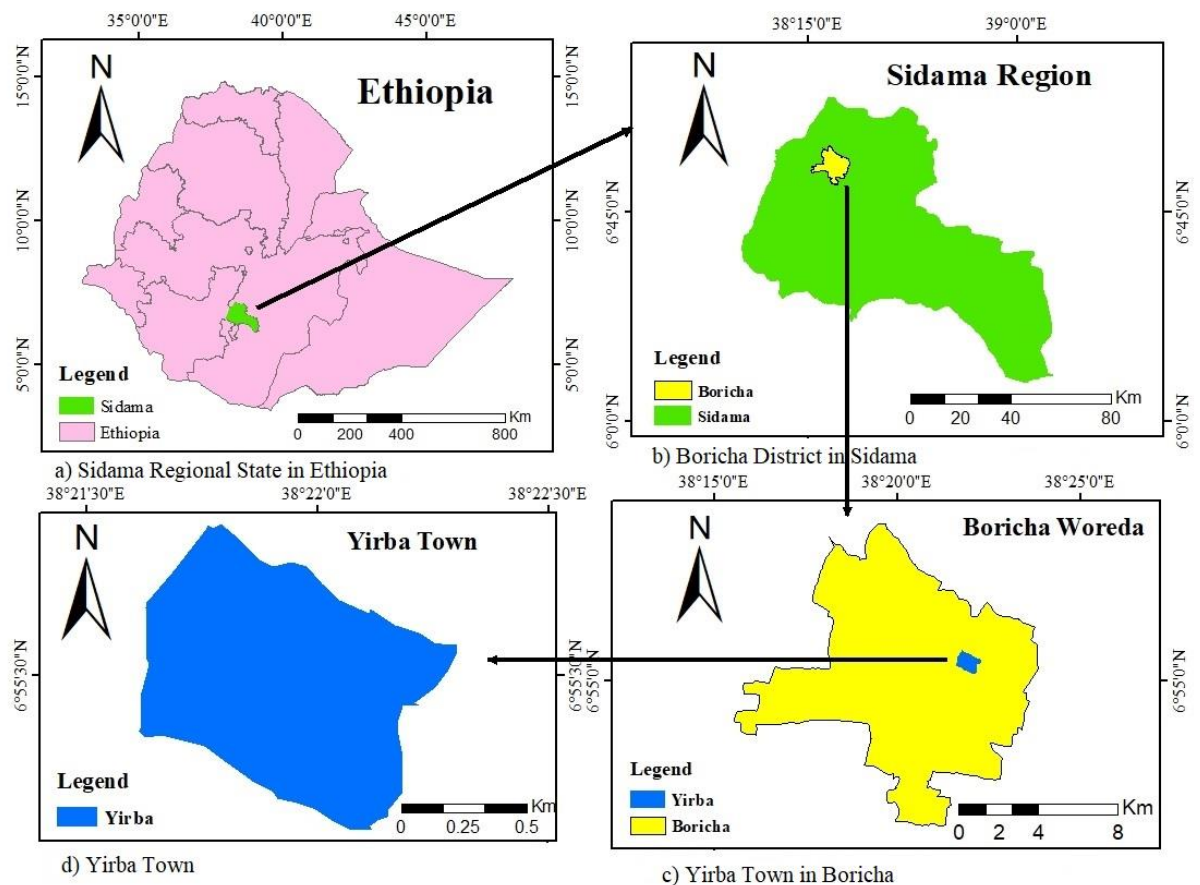 35°0'0"E 40°0'0"E 45°0'0"E
15°0'0"N
10°0'0"N
5°0'0"N
N
Ethiopia
15°0'0"N
10°0'0"N
5°0'0"N
Legend
Sidama
Ethiopia
Km
0 200 400 800
a) Sidama Regional State in Ethiopia
38°15'0"E 39°0'0"E
6°45'0"N
6°0'0"N
N
Sidama Region
6°45'0"N
6°0'0"N
Legend
Boricha
Sidama
Km
0 20 40 80
b) Boricha District in Sidama
38°21'30"E 38°22'0"E 38°22'30"E
6°55'30"N
N
Yirba Town
6°55'30"N
Legend
Yirba
Km
0 0.25 0.5
d) Yirba Town
38°15'0"E 38°20'0"E 38°25'0"E
6°55'0"N
N
Boricha Woreda
6°55'0"N
Legend
Yirba
Boricha
Km
0 2 4 8
c) Yirba Town in Boricha